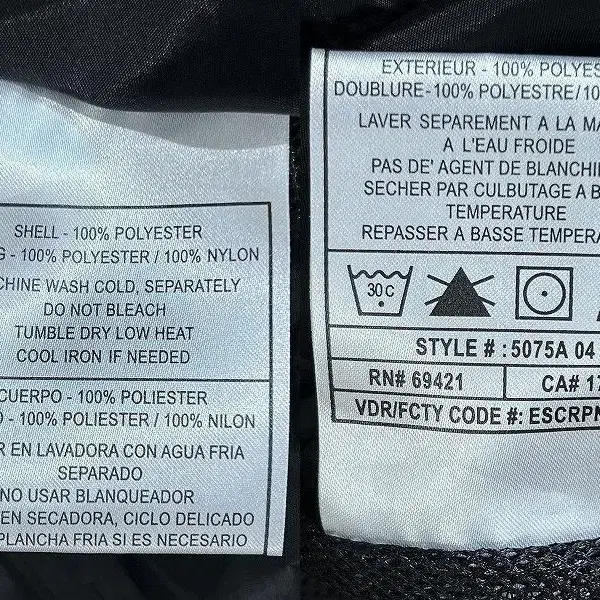 SHELL - 100% POLYESTER
G - 100% POLYESTER / 100% NYLON
CHINE WASH COLD, SEPARATELY
DO NOT BLEACH
TUMBLE DRY LOW HEAT
COOL IRON IF NEEDED
CUERPO - 100% POLIESTER
O - 100% POLIESTER / 100% NILON
R EN LAVADORA CON AGUA FRIA
SEPARADO
NO USAR BLANQUEADOR
EN SECADORA, CICLO DELICADO
PLANCHA FRIA SI ES NECESARIO
EXTERIEUR - 100% POLYES
DOUBLURE-100% POLYESTRE/10
LAVER SEPAREMENT A LA MA
A L'EAU FROIDE
PAS DE' AGENT DE BLANCHI
SECHER PAR CULBUTAGE A B
TEMPERATURE
REPASSER A BASSE TEMPERA
30c
STYLE # : 5075A 04
RN# 69421
CA# 17
VDR/FCTY CODE #: ESCRPN